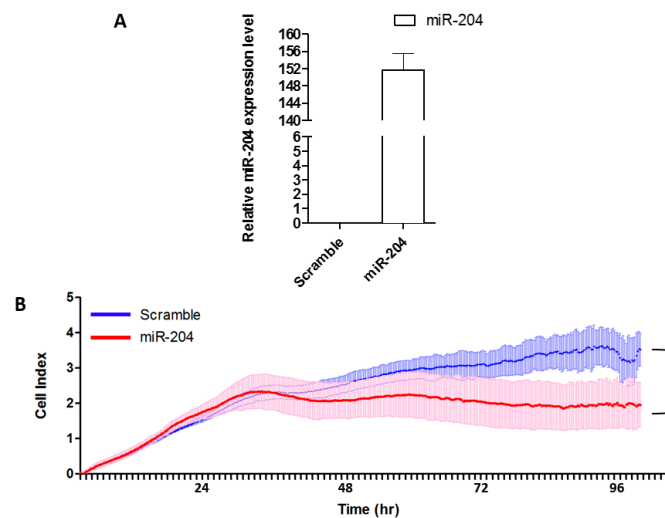 A
miR-204
Relative miR-204 expression level
160
156
152
148
144
140
6
5
4
3
2
1
0
Scramble
miR-204
B
Scramble
miR-204
Cell Index
5
4
3
2
1
0
24
48
72
96
Time (hr)